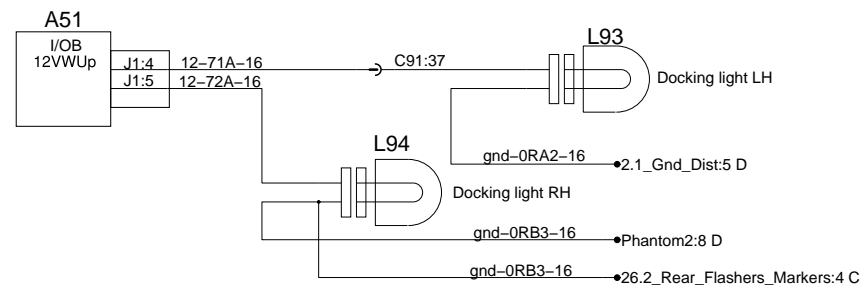 A51
I/OB
12VWUp
J1:4
12-71A-16
C91:37
L93
Docking light LH
J1:5
12-72A-16
gnd-0RA2-16
2.1_Gnd_Dist:5 D
L94
Docking light RH
gnd-0RB3-16
Phantom2:8 D
gnd-0RB3-16
26.2_Rear_Flashers_Markers:4 C